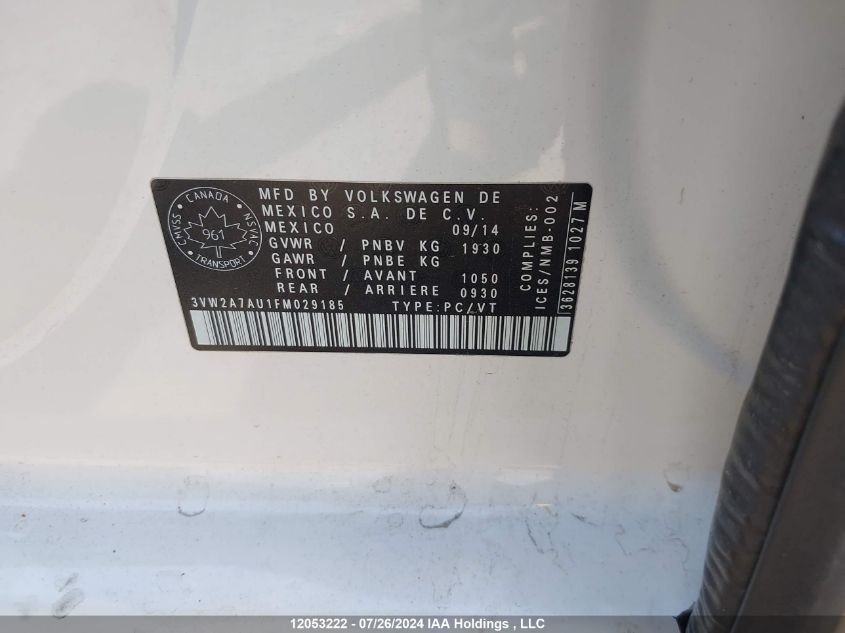 CANADA
CMVSS
NSVAC
961
TRANSPORT
MFD BY VOLKSWAGEN DE
MEXICO S.A. DE C.V.
MEXICO 09/14
GVWR / PNBV KG 1930
GAWR / PNBE KG
FRONT / AVANT 1050
REAR / ARRIERE 0930
3VW2A7AU1FM029185 TYPE:PC/VT
COMPLIES:
ICES/NMB-002
3628139 1027 M
12053222 - 07/26/2024 IAA Holdings , LLC